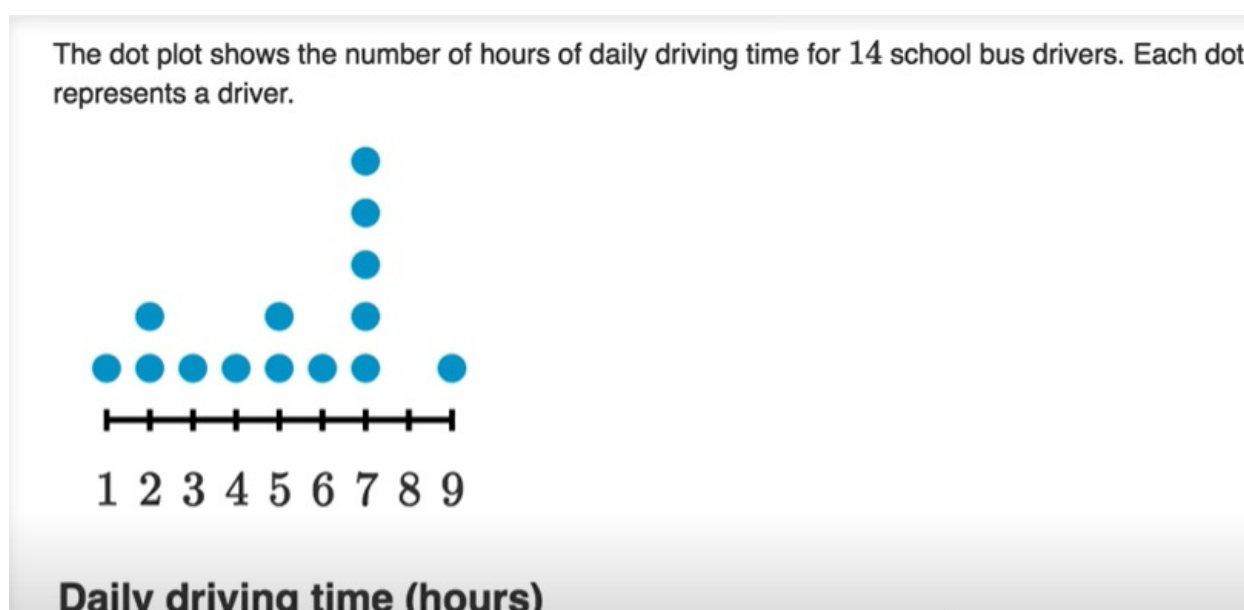 The dot plot shows the number of hours of daily driving time for 14 school bus drivers. Each dot
represents a driver.
1 2 3 4 5 6 7 8 9
Daily driving time (hours)